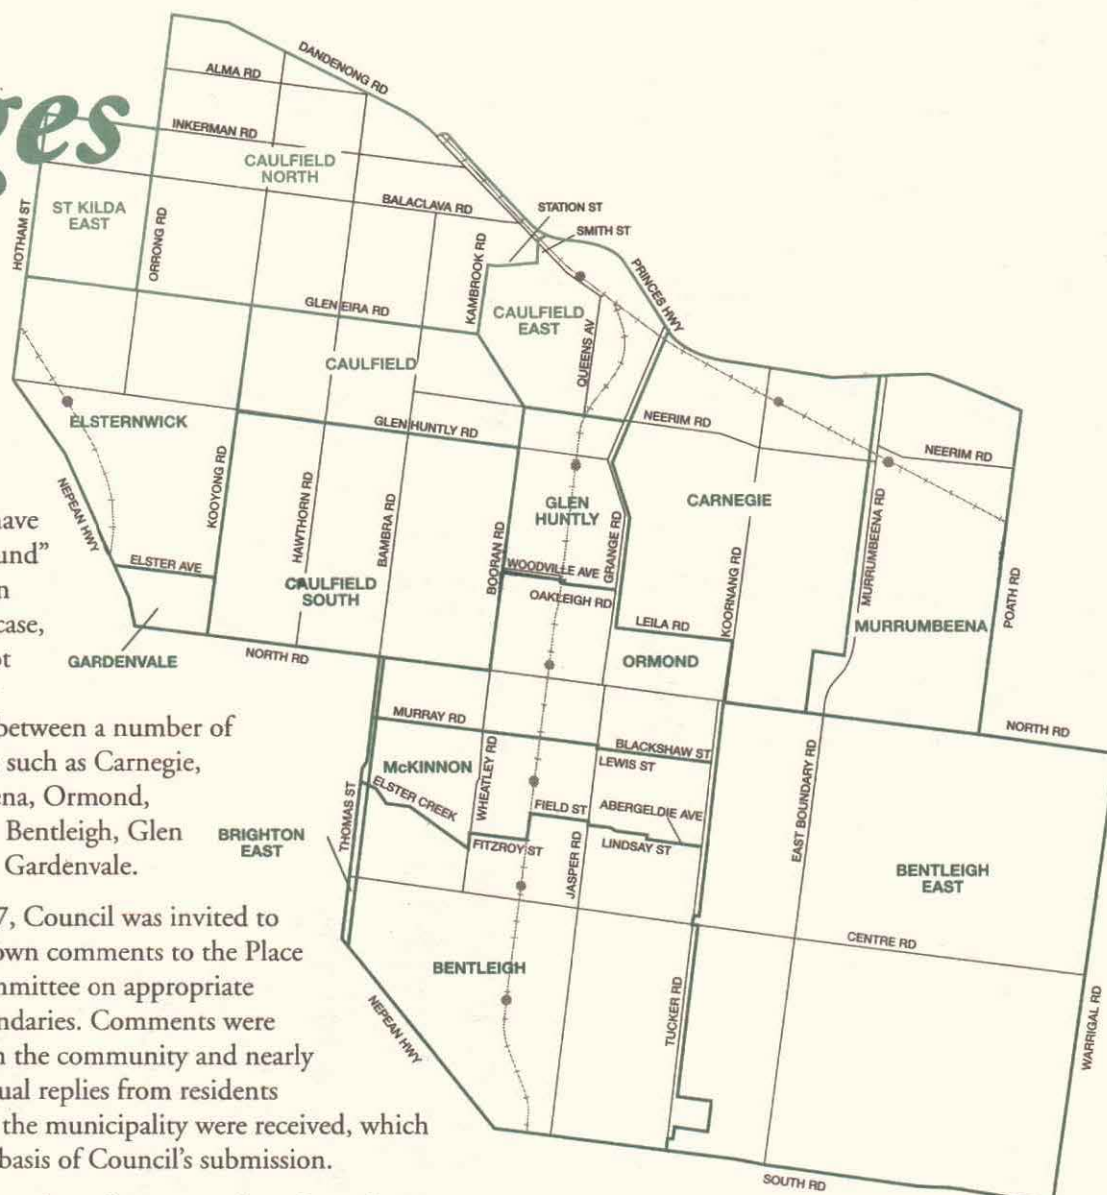 ges
DANDENONG RD
ALMA RD
INKERMAN RD
CAULFIELD
NORTH
BALACLAVA RD
STATION ST
SMITH ST
ST KILDA
EAST
HOTHAM ST
ORRONG RD
KAMBROOK RD
PRINCES HWY
GLEN EIRA RD
CAULFIELD
EAST
QUEENS AV
CAULFIELD
ELSTERNWICK
GLEN HUNTLY RD
NEERIM RD
NEERIM RD
NEPEAN HWY
KOOYONG RD
HAWTHORN RD
BAMBRA RD
BOORAN RD
GLEN
HUNTLY
GRANGE RD
CARNEGIE
KOORNANG RD
MURRUMBEENA RD
POATH RD
ELSTER AVE
WOODVILLE AVE
OAKLEIGH RD
CAULFIELD
SOUTH
LEILA RD
MURRUMBEENA
GARDENVALE
NORTH RD
ORMOND
NORTH RD
MURRAY RD
BLACKSHAW ST
LEWIS ST
McKINNON
WHEATLEY RD
ELSTER CREEK
THOMAS ST
FIELD ST
ABERGELDIE AVE
FITZROY ST
LINDSAY ST
JASPER RD
EAST BOUNDARY RD
BRIGHTON
EAST
BENTLEIGH
EAST
CENTRE RD
BENTLEIGH
TUCKER RD
NEPEAN HWY
WARRIGAL RD
SOUTH RD
have
und”
n
case,
ot
between a number of
such as Carnegie,
ena, Ormond,
Bentleigh, Glen
Gardenvale.
7, Council was invited to
own comments to the Place
mmittee on appropriate
ndaries. Comments were
n the community and nearly
ual replies from residents
the municipality were received, which
basis of Council’s submission.